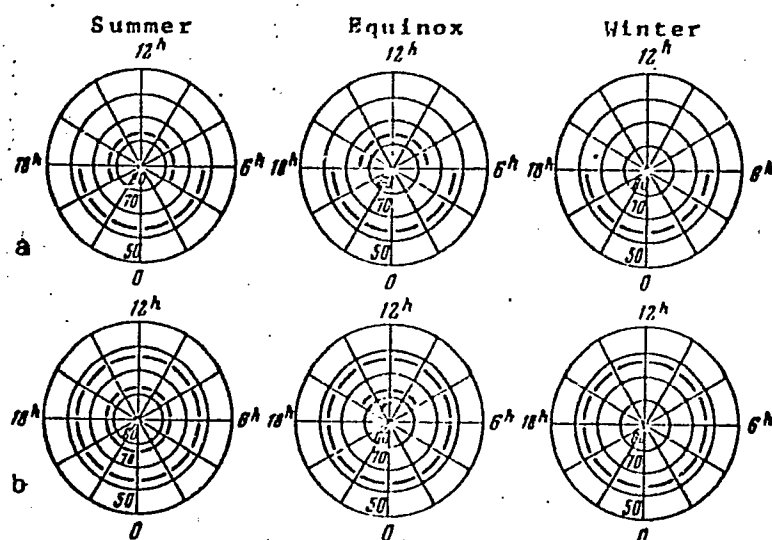 Summer Equinox Winter
12h 12h 12h
18h 6h 18h 6h 18h 6h
70 70 70
a 50 50 50
0 0 0
12h 12h 12h
18h 6h 18h 6h 18h 6h
60
70 70 70
b 50 50 50
0 0 0